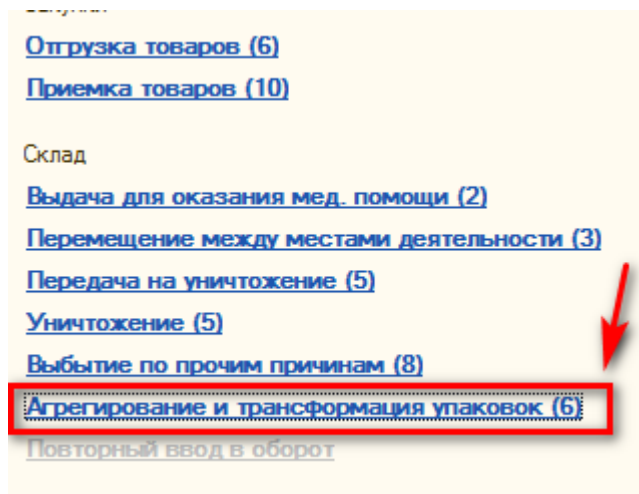 Отгрузка товаров (6)
Приемка товаров (10)
Склад
Выдача для оказания мед. помощи (2)
Перемещение между местами деятельности (3)
Передача на уничтожение (5)
Уничтожение (5)
Выбытие по прочим причинам (8)
Агрегирование и трансформация упаковок (6)
Повторный ввод в оборот